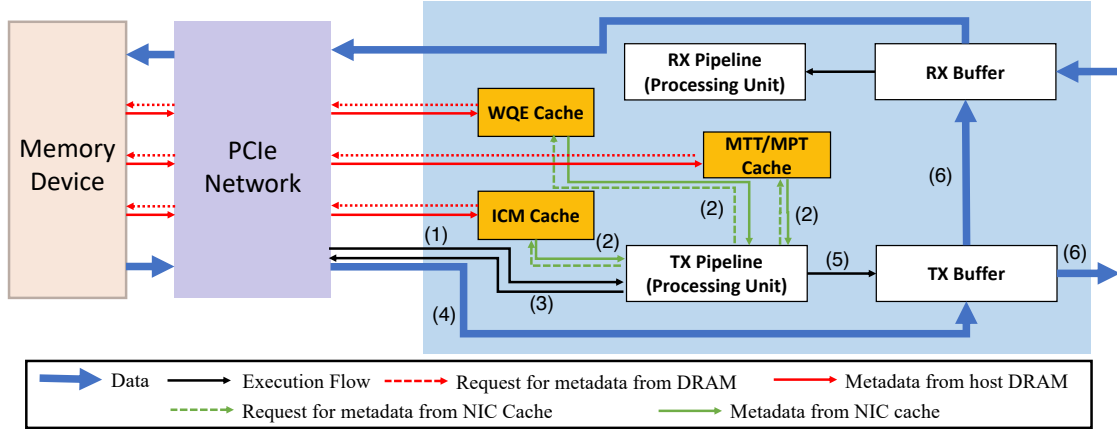 Memory
Device
PCIe
Network
RX Pipeline
(Processing Unit)
RX Buffer
WQE Cache
MTT/MPT
Cache
ICM Cache
(1)
(2)
(2)
(2)
(6)
TX Pipeline
(Processing Unit)
(5)
TX Buffer
(6)
(3)
(4)
Data
Execution Flow
Request for metadata from DRAM
Metadata from host DRAM
Request for metadata from NIC Cache
Metadata from NIC cache